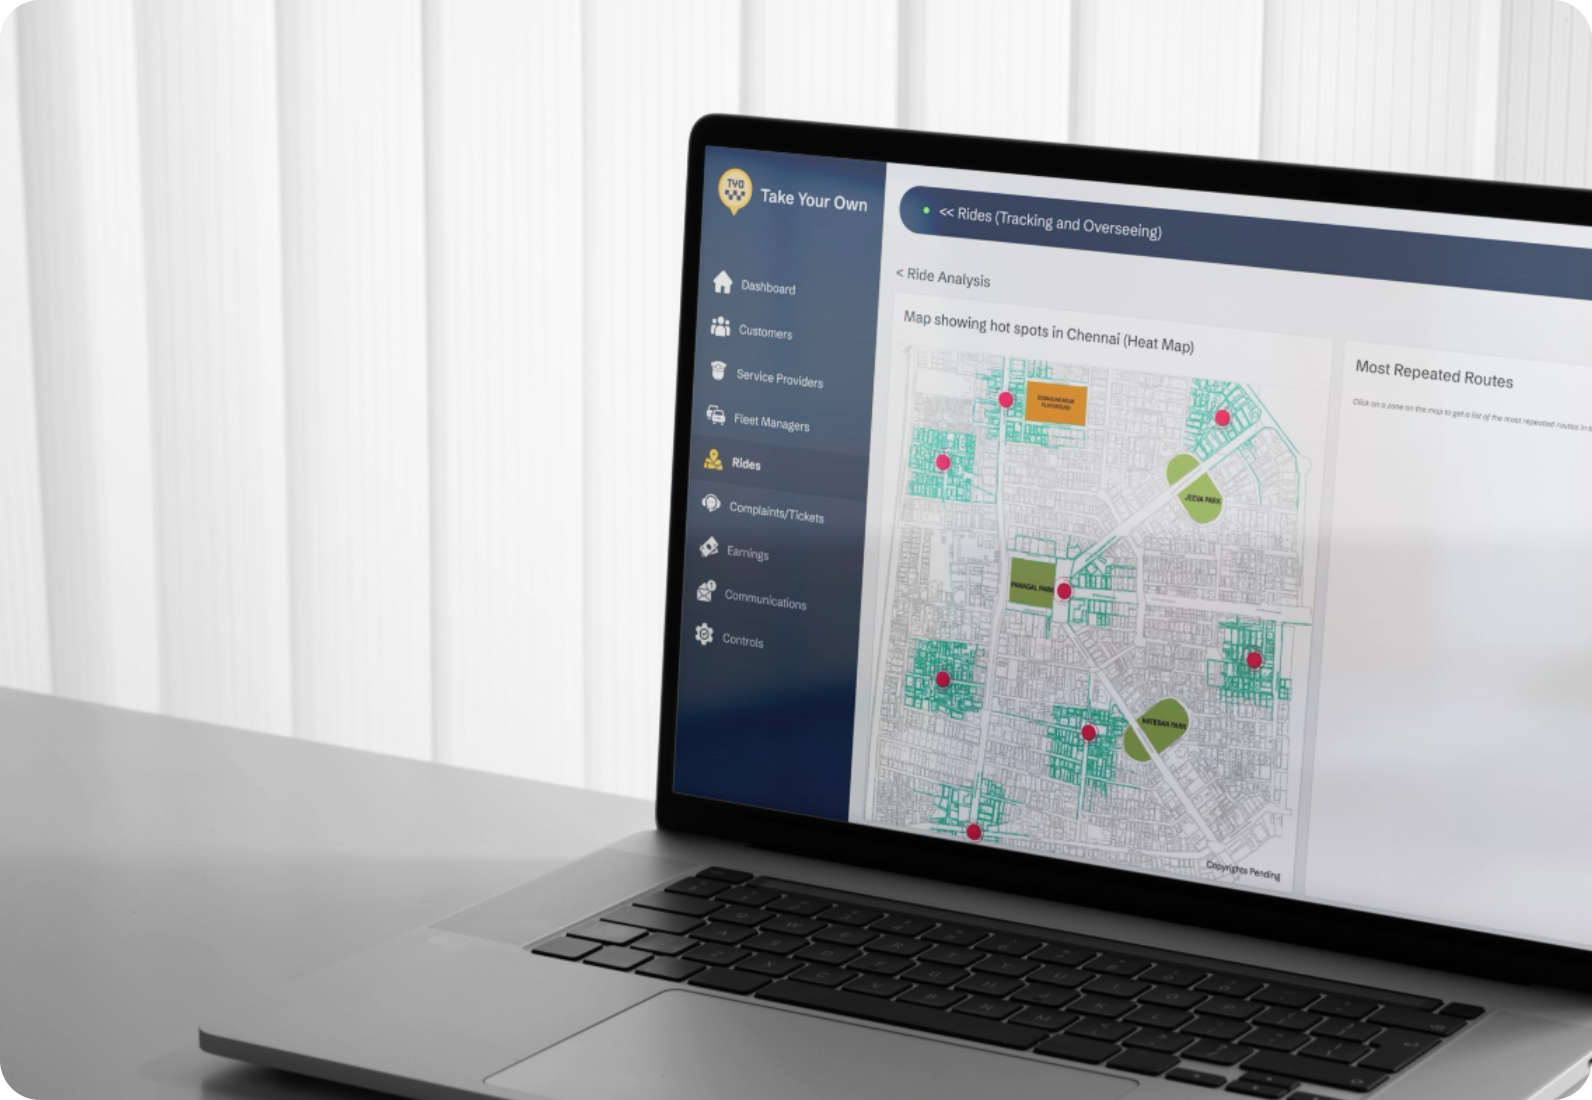 TYO
Take Your Own
Dashboard
Customers
Service Providers
Fleet Managers
Rides
Complaints/Tickets
Earnings
Communications
Controls
<< Rides (Tracking and Overseeing)
< Ride Analysis
Map showing hot spots in Chennai (Heat Map)
JEEVA PARK
PANAGAL PARK
NATESAN PARK
Copyrights Pending
Most Repeated Routes
Click on a zone on the map to get a list of the most repeated routes in